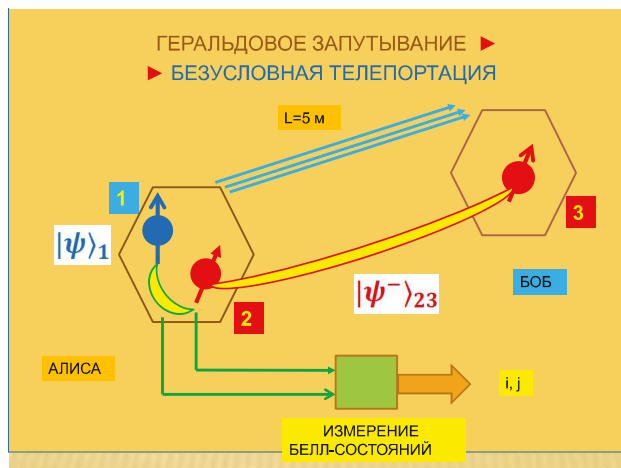 ГЕРАЛЬДОВОЕ ЗАПУТЫВАНИЕ ►
► БЕЗУСЛОВНАЯ ТЕЛЕПОРТАЦИЯ
L=5 м
1
3
|ψ⟩₁
|ψ⁻⟩₂₃
БОБ
2
АЛИСА
i, j
ИЗМЕРЕНИЕ
БЕЛЛ-СОСТОЯНИЙ